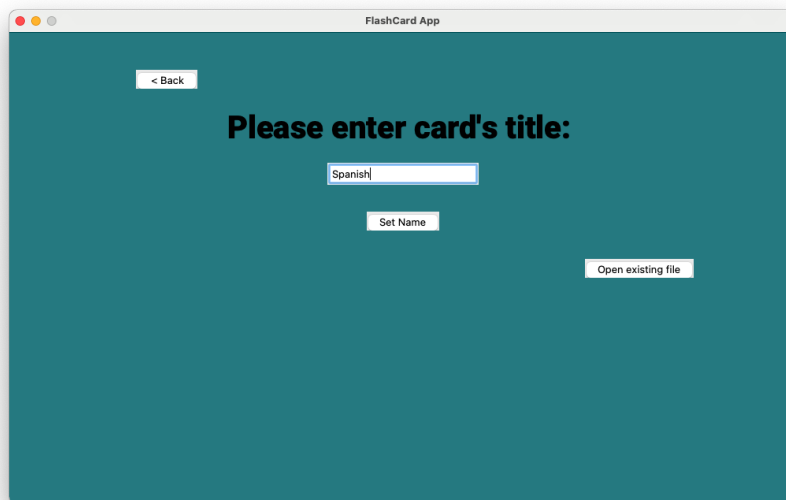 FlashCard App
< Back
Please enter card's title:
Spanish
Set Name
Open existing file